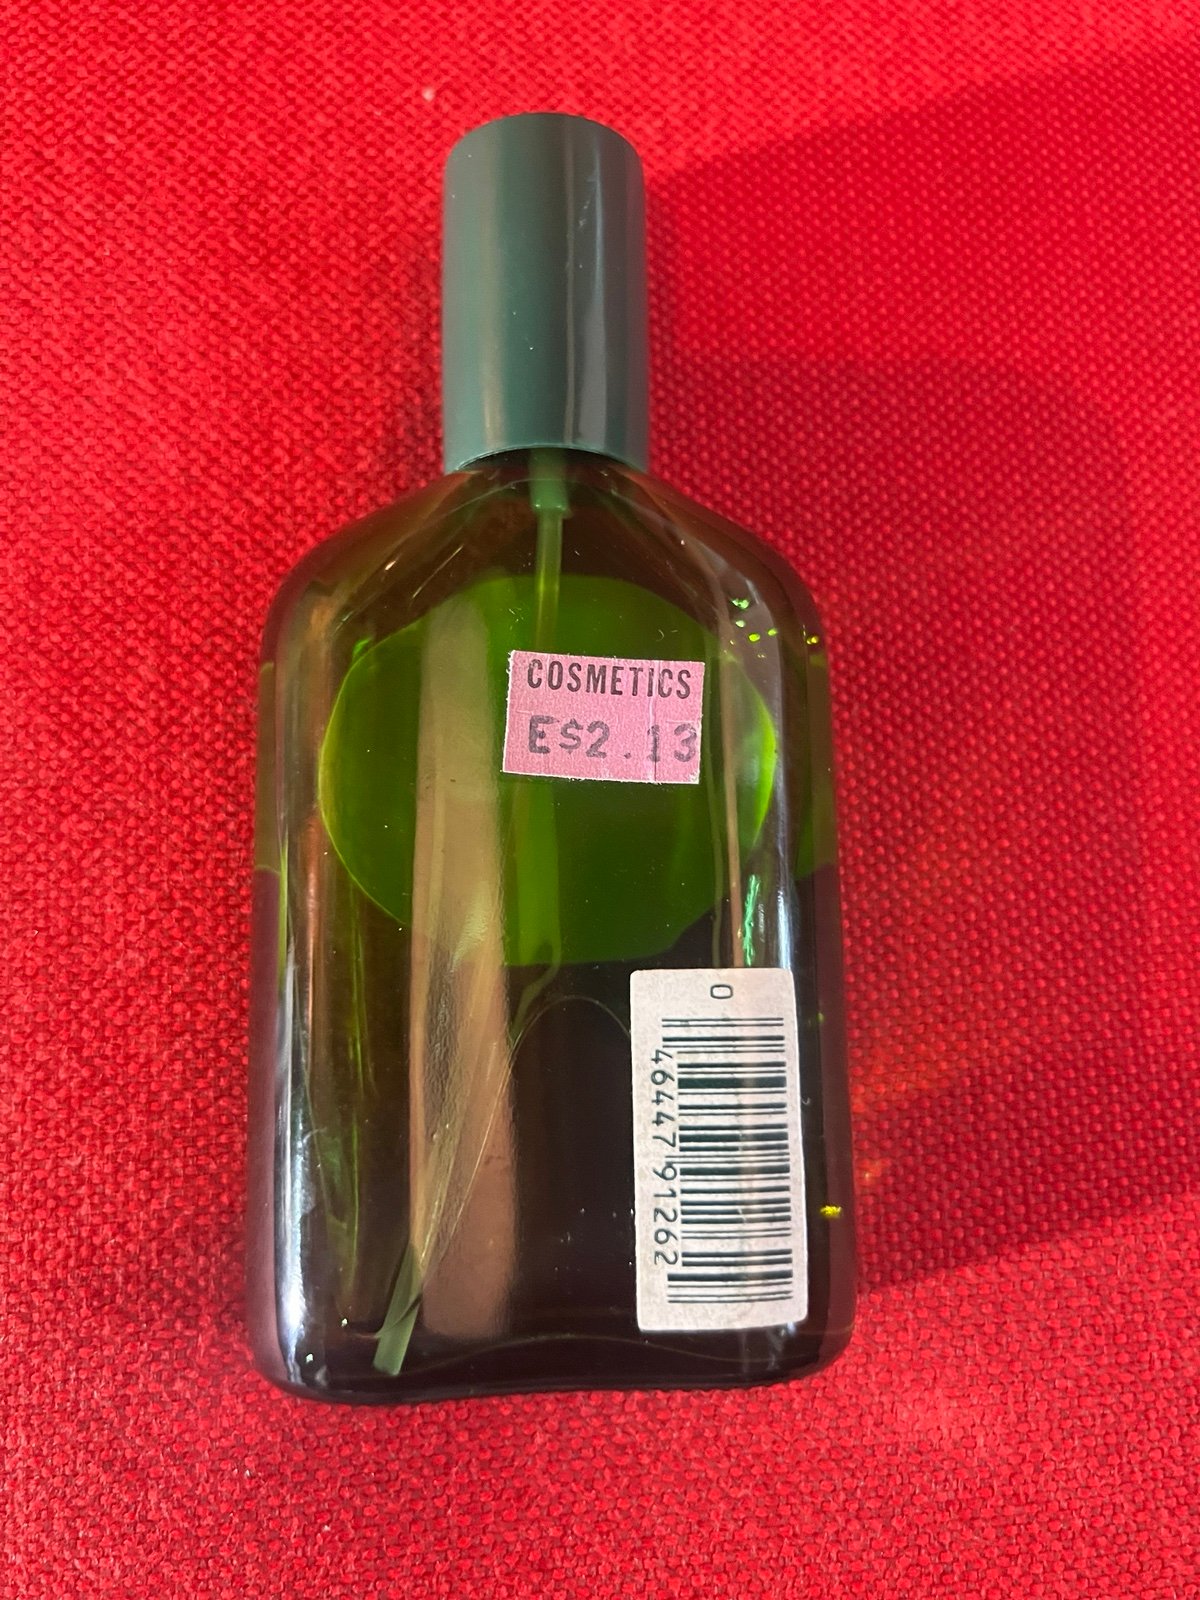 COSMETICS
E$2.13
0
46447 91262